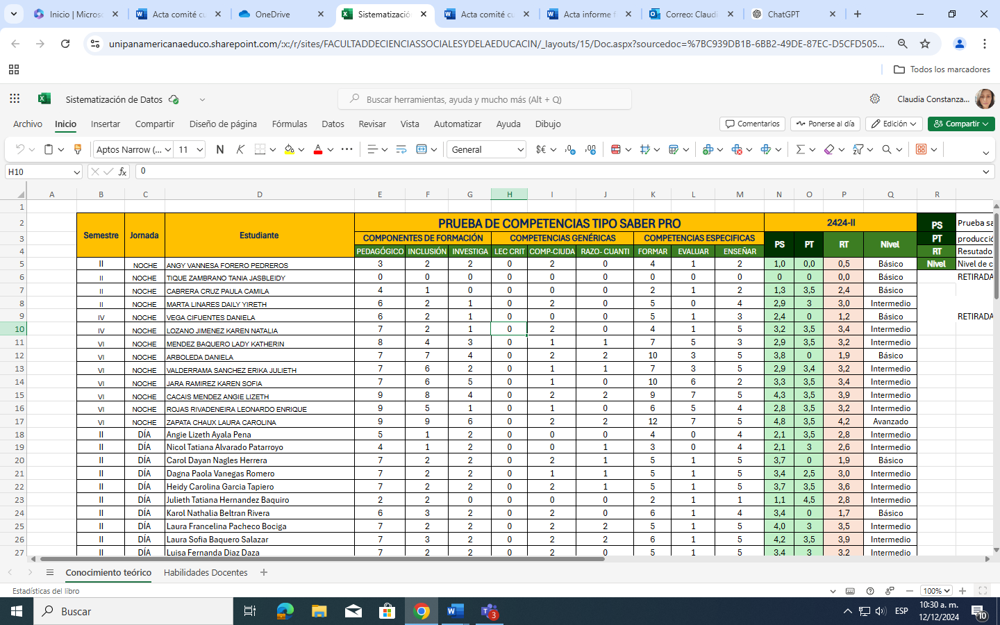 Inicio | Microso
Acta comité cu
OneDrive
Sistematizació
Acta comité cu
Acta informe f
Correo: Claudi
ChatGPT
unipanamericanaeduco.sharepoint.com/:x:/r/sites/FACULTADDECIENCIASSOCIALESYDELAEDUCACIN/_layouts/15/Doc.aspx?sourcedoc=%7BC939DB1B-6BB2-49DE-87EC-D5CFD505...
Todos los marcadores
Sistematización de Datos
Buscar herramientas, ayuda y mucho más (Alt + Q)
Claudia Constanza...
Archivo Inicio Insertar Compartir Diseño de página Fórmulas Datos Revisar Vista Automatizar Ayuda Dibujo
Comentarios Ponerse al día Edición Compartir
Aptos Narrow (... 11 N K General $€
H10 fx 0
A B C D E F G H I J K L M N O P Q R
1
2 Semestre Jornada Estudiante PRUEBA DE COMPETENCIAS TIPO SABER PRO 2424-II PS Prueba sa
3 COMPONENTES DE FORMACIÓN COMPETENCIAS GENÉRICAS COMPETENCIAS ESPECIFICAS PS PT RT Nivel PT producció
4 PEDAGÓGICO INCLUSIÓN INVESTIGA LEC CRIT COMP-CIUDA RAZO- CUANTI FORMAR EVALUAR ENSEÑAR RT Resutado
5 II NOCHE ANGY VANNESA FORERO PEDREROS 3 2 2 0 2 0 4 1 2 1,0 0,0 0,5 Básico Nivel Nivel de c
6 II NOCHE TIQUE ZAMBRANO TANIA JASBLEIDY 0 0 0 0 0 0 0 0 0 0 0 0,0 Básico RETIRADA
7 II NOCHE CABRERA CRUZ PAULA CAMILA 4 1 0 0 0 0 2 1 2 1,3 3,5 2,4 Básico
8 II NOCHE MARTA LINARES DAILY YIRETH 6 2 1 0 2 0 5 0 4 2,9 3 3,0 Intermedio
9 IV NOCHE VEGA CIFUENTES DANIELA 6 2 1 0 0 0 5 1 3 2,4 0 1,2 Básico RETIRADA
10 IV NOCHE LOZANO JIMENEZ KAREN NATALIA 7 2 1 0 2 0 4 1 5 3,2 3,5 3,4 Intermedio
11 VI NOCHE MENDEZ BAQUERO LADY KATHERIN 8 4 3 0 1 1 7 5 3 2,9 3,5 3,2 Intermedio
12 VI NOCHE ARBOLEDA DANIELA 7 7 4 0 2 2 10 3 5 3,8 0 1,9 Básico
13 VI NOCHE VALDERRAMA SANCHEZ ERIKA JULIETH 7 6 2 0 1 1 7 3 5 2,9 3,4 3,2 Intermedio
14 VI NOCHE JARA RAMIREZ KAREN SOFIA 7 6 5 0 1 0 10 6 2 3,3 3,5 3,4 Intermedio
15 VI NOCHE CACAIS MENDEZ ANGIE LIZETH 9 8 4 0 2 2 9 7 5 4,3 3,5 3,9 Intermedio
16 VI NOCHE ROJAS RIVADENEIRA LEONARDO ENRIQUE 9 5 1 0 1 0 6 5 4 2,8 3,5 3,2 Intermedio
17 VI NOCHE ZAPATA CHAUX LAURA CAROLINA 9 9 6 0 2 2 12 7 5 4,8 3,5 4,2 Avanzado
18 II DÍA Angie Lizeth Ayala Pena 5 1 2 0 0 0 4 0 4 2,1 3,5 2,8 Intermedio
19 II DÍA Nicol Tatiana Alvarado Patarroyo 4 1 2 0 0 1 3 0 4 2,1 3 2,6 Intermedio
20 II DÍA Carol Dayan Nagles Herrera 7 2 2 0 2 1 5 1 5 3,7 0 1,9 Básico
21 II DÍA Dagna Paola Vanegas Romero 7 2 2 0 1 1 5 1 5 3,4 2,5 3,0 Intermedio
22 II DÍA Heidy Carolina Garcia Tapiero 7 2 2 0 2 1 5 1 5 3,7 3,5 3,6 Intermedio
23 II DÍA Julieth Tatiana Hernandez Baquiro 2 2 0 0 0 0 2 1 1 1,1 4,5 2,8 Intermedio
24 II DÍA Karol Nathalia Beltran Rivera 6 3 2 0 2 0 6 1 4 3,4 0 1,7 Básico
25 II DÍA Laura Francelina Pacheco Bociga 7 2 2 0 2 2 5 1 5 4,0 3 3,5 Intermedio
26 II DÍA Laura Sofia Baquero Salazar 7 3 2 0 2 2 6 1 5 4,2 3,5 3,9 Intermedio
27 II DÍA Luisa Fernanda Diaz Daza 7 2 2 0 2 0 5 1 5 3,4 3 3,2 Intermedio
Conocimiento teórico Habilidades Docentes
Estadísticas del libro 100%
Buscar
3
ESP
10:30 a. m.
12/12/2024
10